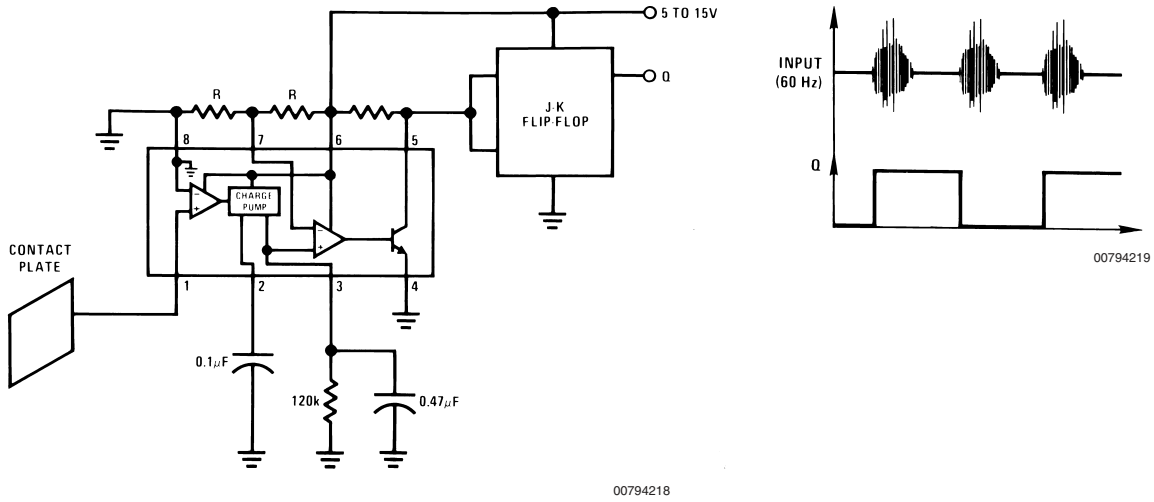 5 TO 15V
Q
J-K
FLIP-FLOP
R
R
8
7
6
5
CHARGE
PUMP
−
+
−
+
CONTACT
PLATE
1
2
3
4
0.1μF
120k
0.47μF
00794218
INPUT
(60 Hz)
Q
00794219